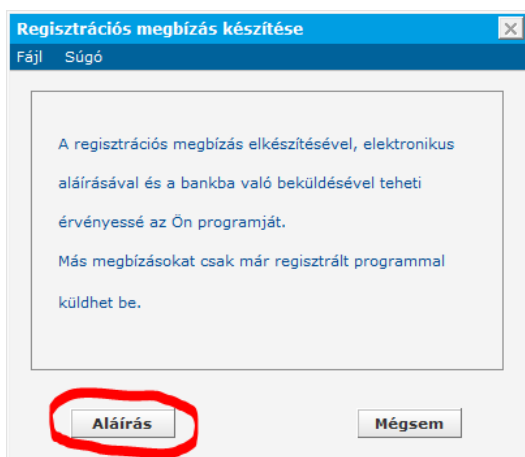 Regisztrációs megbízás készítése
Fájl Súgó
A regisztrációs megbízás elkészítésével, elektronikus
aláírásával és a bankba való beküldésével teheti
érvényessé az Ön programját.
Más megbízásokat csak már regisztrált programmal
küldhet be.
Aláírás Mégsem